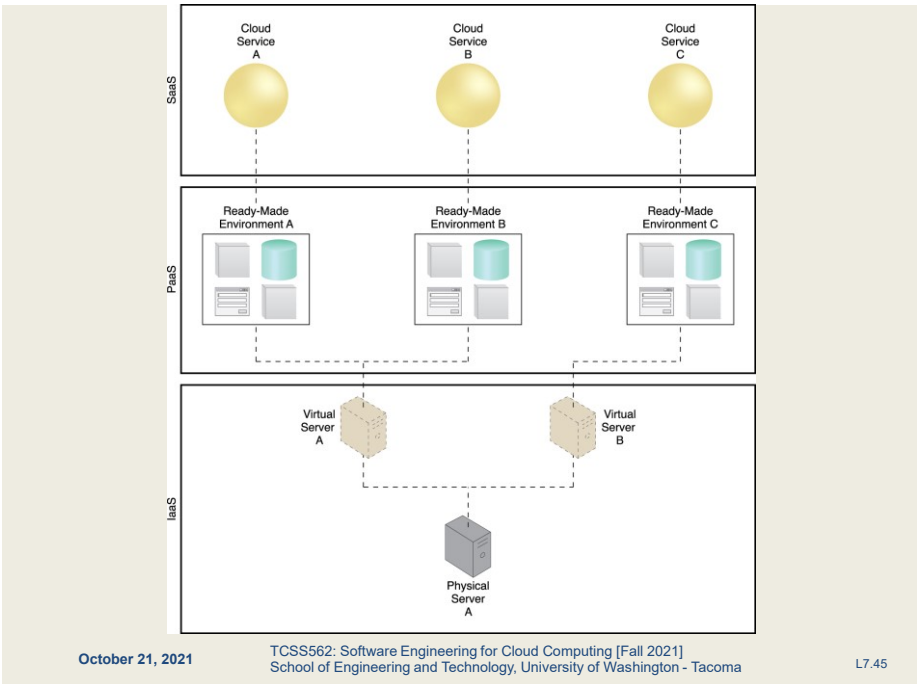 SaaS
Cloud
Service
A
Cloud
Service
B
Cloud
Service
C
PaaS
Ready-Made
Environment A
Ready-Made
Environment B
Ready-Made
Environment C
IaaS
Virtual
Server
A
Virtual
Server
B
Physical
Server
A
October 21, 2021
TCSS562: Software Engineering for Cloud Computing [Fall 2021]
School of Engineering and Technology, University of Washington - Tacoma
L7.45